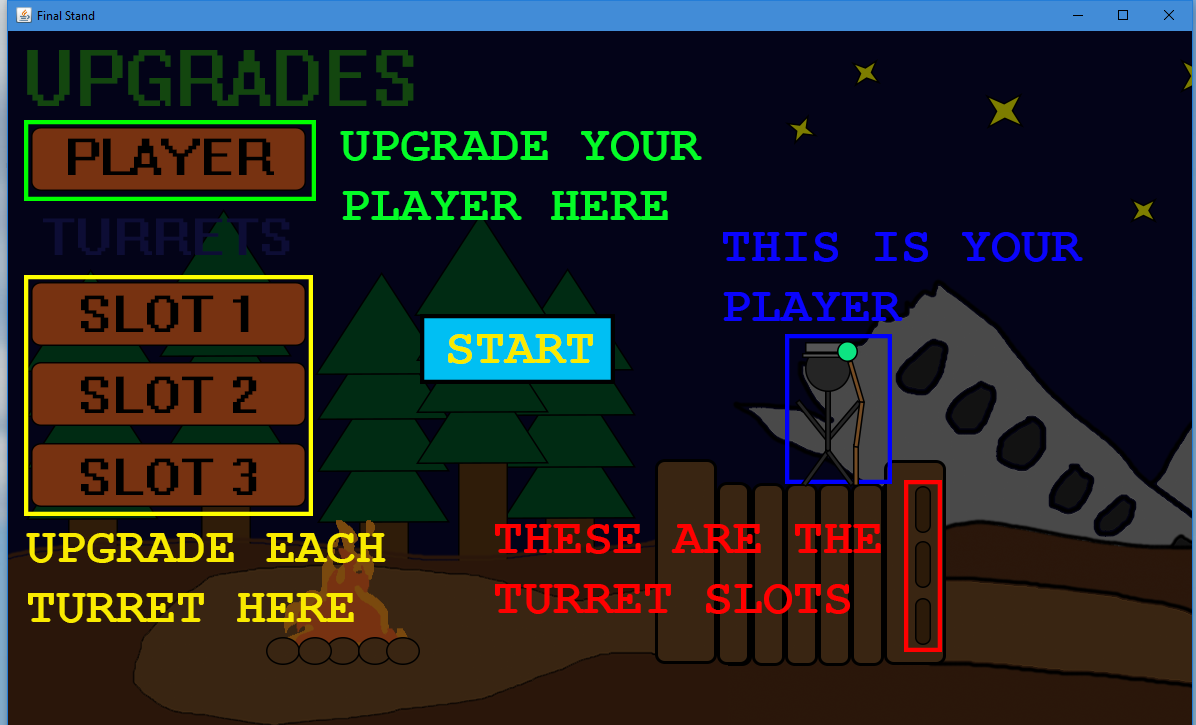 Final Stand
UPGRADES
PLAYER
UPGRADE YOUR
PLAYER HERE
TURRETS
THIS IS YOUR
PLAYER
SLOT 1
START
SLOT 2
SLOT 3
UPGRADE EACH
TURRET HERE
THESE ARE THE
TURRET SLOTS